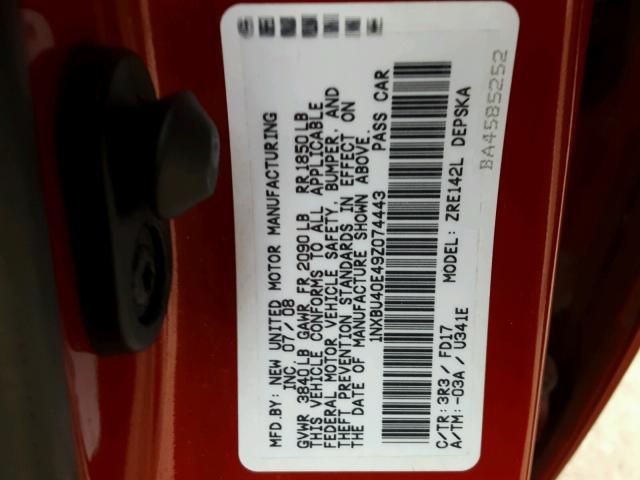 MFD.BY: NEW UNITED MOTOR MANUFACTURING
INC. 07/08
GVWR 3840LB GAWR FR 2090LB RR 1850LB
THIS VEHICLE CONFORMS TO ALL APPLICABLE
FEDERAL MOTOR VEHICLE SAFETY, BUMPER, AND
THEFT PREVENTION STANDARDS IN EFFECT ON
THE DATE OF MANUFACTURE SHOWN ABOVE.
1NXBU40E49Z074443 PASS CAR
C/TR: 3R3 / FD17 MODEL: ZRE142L DEPSKA
A/TM: -03A / U341E
BA4585252